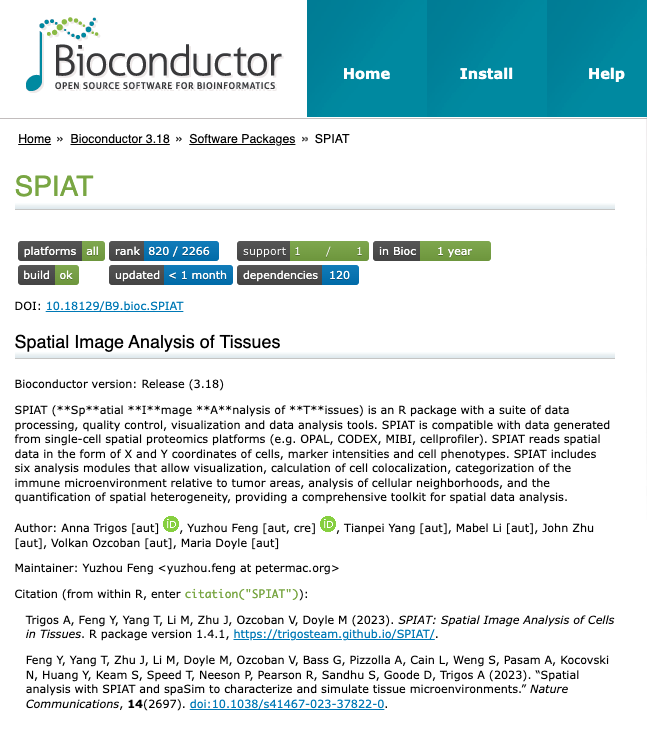 Bioconductor
OPEN SOURCE SOFTWARE FOR BIOINFORMATICS
Home
Install
Help
Home » Bioconductor 3.18 » Software Packages » SPIAT
SPIAT
platforms all rank 820 / 2266 support 1 / 1 in Bioc 1 year
build ok updated < 1 month dependencies 120
DOI: 10.18129/B9.bioc.SPIAT
Spatial Image Analysis of Tissues
Bioconductor version: Release (3.18)
SPIAT (**Sp**atial **I**mage **A**nalysis of **T**issues) is an R package with a suite of data
processing, quality control, visualization and data analysis tools. SPIAT is compatible with data generated
from single-cell spatial proteomics platforms (e.g. OPAL, CODEX, MIBI, cellprofiler). SPIAT reads spatial
data in the form of X and Y coordinates of cells, marker intensities and cell phenotypes. SPIAT includes
six analysis modules that allow visualization, calculation of cell colocalization, categorization of the
immune microenvironment relative to tumor areas, analysis of cellular neighborhoods, and the
quantification of spatial heterogeneity, providing a comprehensive toolkit for spatial data analysis.
Author: Anna Trigos [aut] iD, Yuzhou Feng [aut, cre] iD, Tianpei Yang [aut], Mabel Li [aut], John Zhu
[aut], Volkan Ozcoban [aut], Maria Doyle [aut]
Maintainer: Yuzhou Feng <yuzhou.feng at petermac.org>
Citation (from within R, enter citation("SPIAT")):
Trigos A, Feng Y, Yang T, Li M, Zhu J, Ozcoban V, Doyle M (2023). SPIAT: Spatial Image Analysis of Cells
in Tissues. R package version 1.4.1, https://trigosteam.github.io/SPIAT/.
Feng Y, Yang T, Zhu J, Li M, Doyle M, Ozcoban V, Bass G, Pizzolla A, Cain L, Weng S, Pasam A, Kocovski
N, Huang Y, Keam S, Speed T, Neeson P, Pearson R, Sandhu S, Goode D, Trigos A (2023). “Spatial
analysis with SPIAT and spaSim to characterize and simulate tissue microenvironments.” Nature
Communications, 14(2697). doi:10.1038/s41467-023-37822-0.